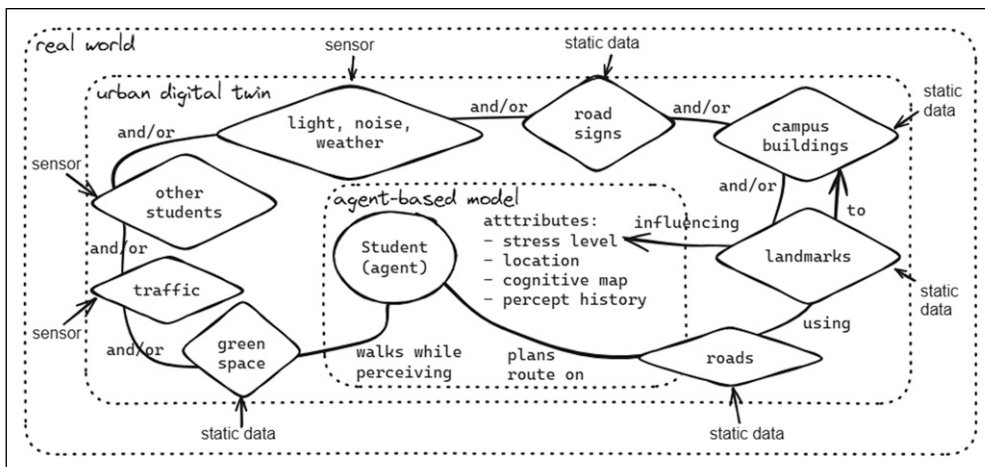 real world
sensor
static data
static
data
urban digital twin
and/or
light, noise,
weather
and/or
road
signs
and/or
campus
buildings
sensor
other
students
and/or
to
agent-based model
Student
(agent)
atttributes:
- stress level
- location
- cognitive map
- percept history
influencing
landmarks
and/or
traffic
sensor
static
data
using
and/or
green
space
walks while
perceiving
plans
route on
roads
static data
static data